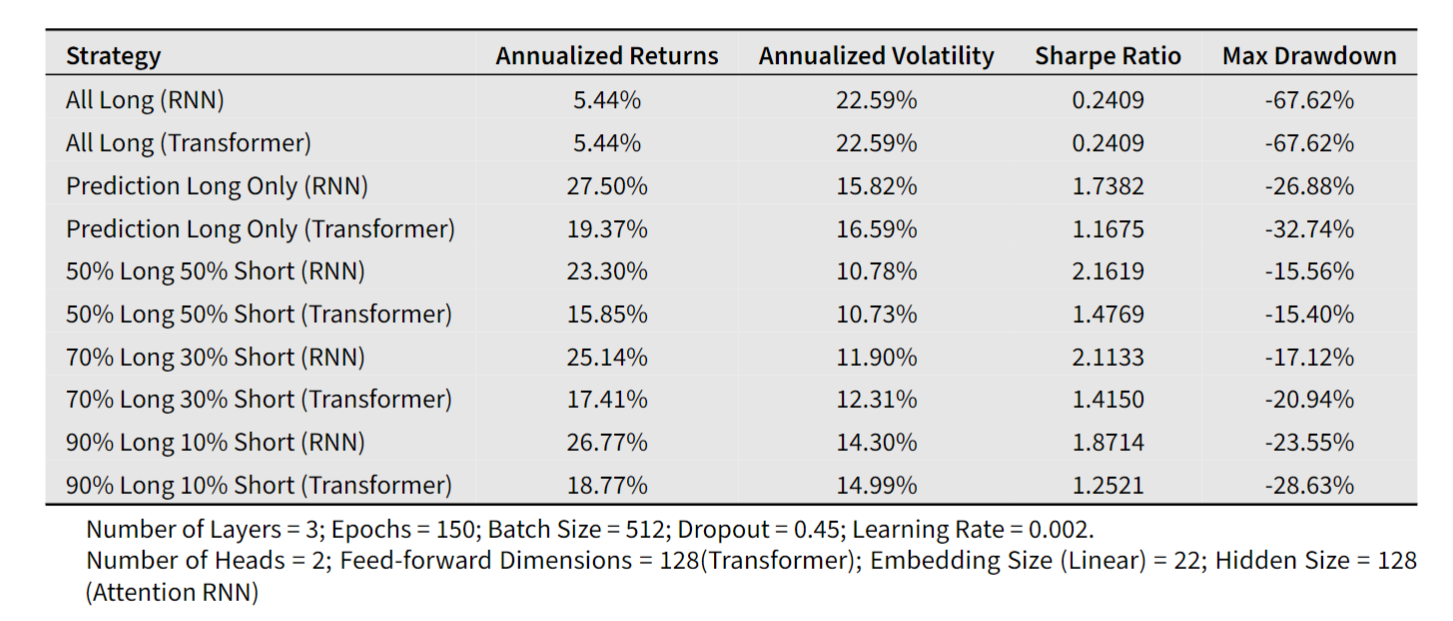 Strategy Annualized Returns Annualized Volatility Sharpe Ratio Max Drawdown
All Long (RNN) 5.44% 22.59% 0.2409 -67.62%
All Long (Transformer) 5.44% 22.59% 0.2409 -67.62%
Prediction Long Only (RNN) 27.50% 15.82% 1.7382 -26.88%
Prediction Long Only (Transformer) 19.37% 16.59% 1.1675 -32.74%
50% Long 50% Short (RNN) 23.30% 10.78% 2.1619 -15.56%
50% Long 50% Short (Transformer) 15.85% 10.73% 1.4769 -15.40%
70% Long 30% Short (RNN) 25.14% 11.90% 2.1133 -17.12%
70% Long 30% Short (Transformer) 17.41% 12.31% 1.4150 -20.94%
90% Long 10% Short (RNN) 26.77% 14.30% 1.8714 -23.55%
90% Long 10% Short (Transformer) 18.77% 14.99% 1.2521 -28.63%
Number of Layers = 3; Epochs = 150; Batch Size = 512; Dropout = 0.45; Learning Rate = 0.002.
Number of Heads = 2; Feed-forward Dimensions = 128(Transformer); Embedding Size (Linear) = 22; Hidden Size = 128
(Attention RNN)